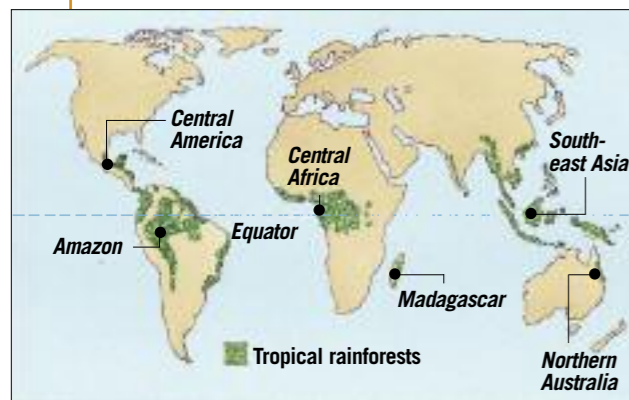 Central
America
Central
Africa
South-
east Asia
Amazon
Equator
Madagascar
Tropical rainforests
Northern
Australia